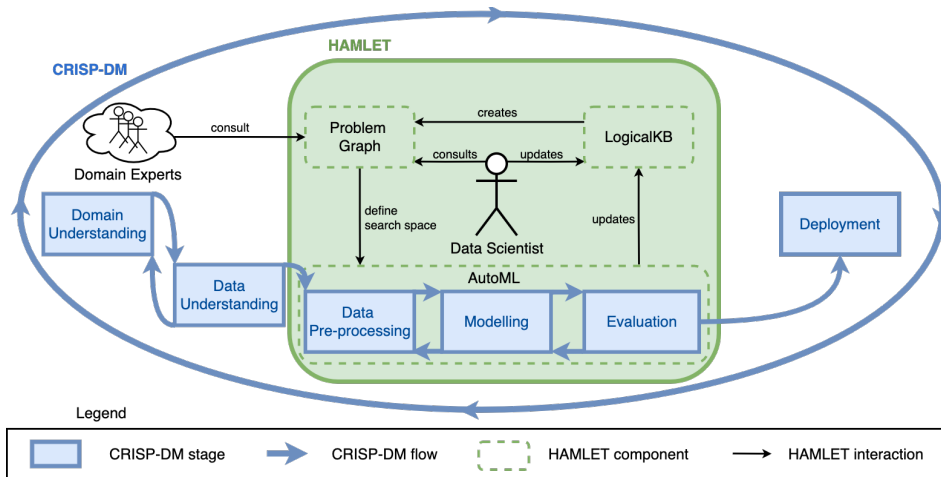 HAMLET
CRISP-DM
creates
consult
Problem
Graph
LogicalKB
consults
updates
Domain Experts
define
search space
updates
Domain
Understanding
Data Scientist
Deployment
AutoML
Data
Understanding
Data
Pre-processing
Modelling
Evaluation
Legend
CRISP-DM stage
CRISP-DM flow
HAMLET component
HAMLET interaction